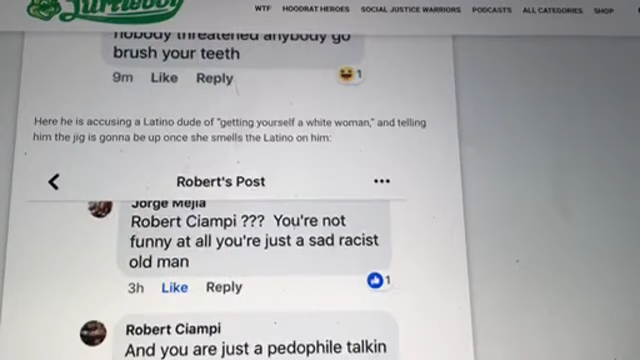 Turtleboy
WTF HOODRAT HEROES SOCIAL JUSTICE WARRIORS PODCASTS ALL CATEGORIES SHOP
nobody threatened anybody go
brush your teeth
9m Like Reply 1
Here he is accusing a Latino dude of "getting yourself a white woman," and telling
him the jig is gonna be up once she smells the Latino on him:
Robert's Post
Jorge Mejia
Robert Ciampi ??? You're not
funny at all you're just a sad racist
old man
3h Like Reply 1
Robert Ciampi
And you are just a pedophile talkin